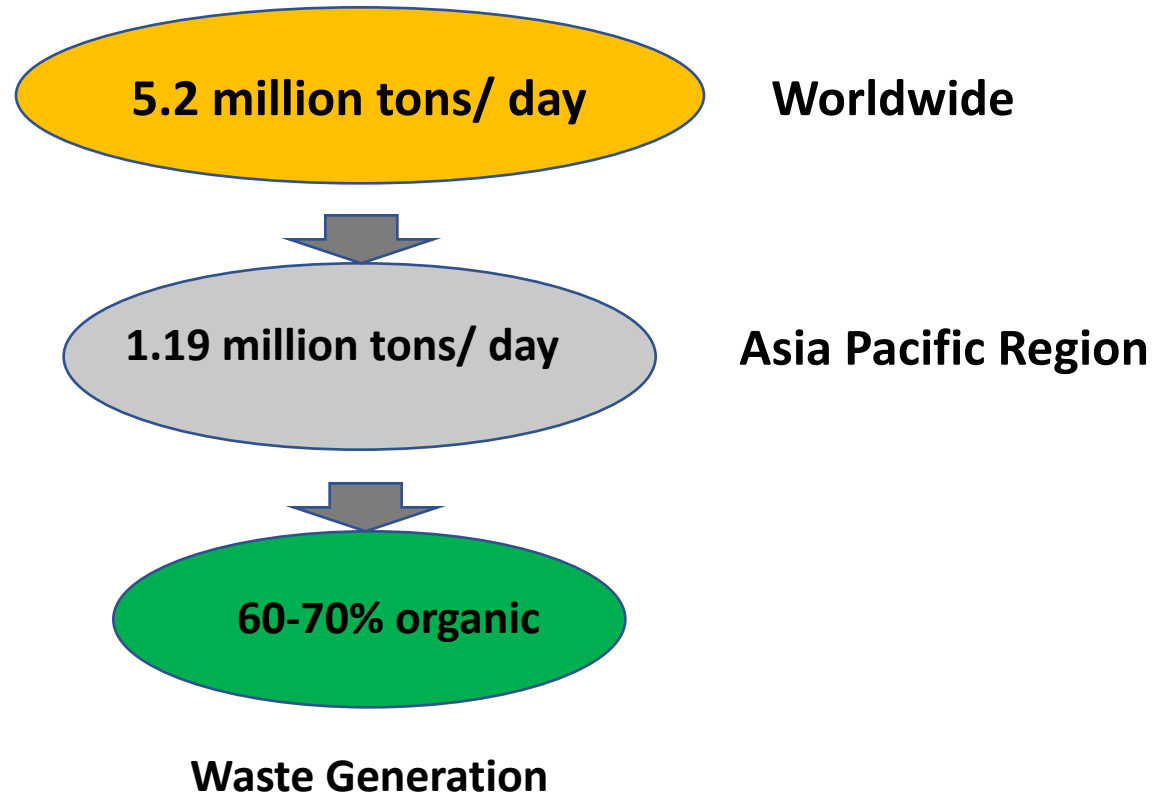 5.2 million tons/ day
Worldwide
1.19 million tons/ day
Asia Pacific Region
60-70% organic
Waste Generation